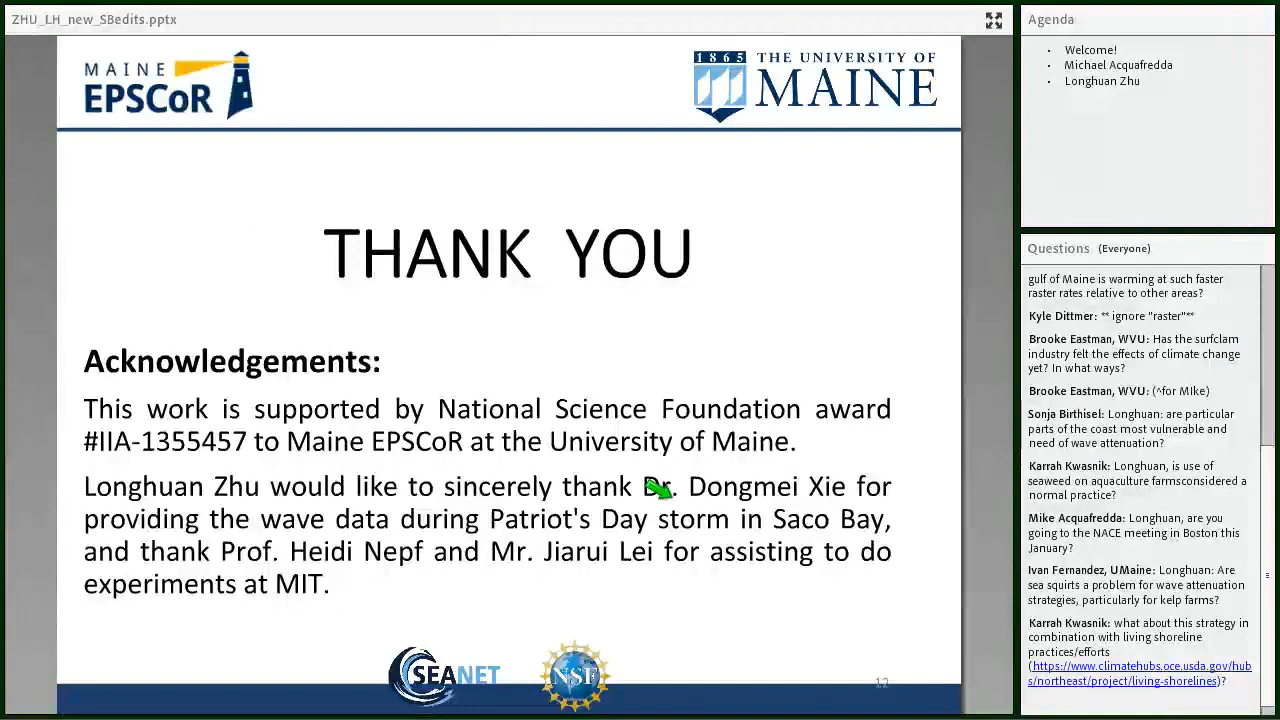 ZHU_LH_new_SBedits.pptx
MAINE
EPSCoR
1865
THE UNIVERSITY OF
MAINE
THANK YOU
Acknowledgements:
This work is supported by National Science Foundation award
#IIA-1355457 to Maine EPSCoR at the University of Maine.
Longhuan Zhu would like to sincerely thank Dr. Dongmei Xie for
providing the wave data during Patriot's Day storm in Saco Bay,
and thank Prof. Heidi Nepf and Mr. Jiarui Lei for assisting to do
experiments at MIT.
SEANET
NSF
12
Agenda
• Welcome!
• Michael Acquafredda
• Longhuan Zhu
Questions (Everyone)
gulf of Maine is warming at such faster
raster rates relative to other areas?
Kyle Dittmer: ** ignore "raster"**
Brooke Eastman, WVU: Has the surfclam
industry felt the effects of climate change
yet? In what ways?
Brooke Eastman, WVU: (^for MIke)
Sonja Birthisel: Longhuan: are particular
parts of the coast most vulnerable and in
need of wave attenuation?
Karrah Kwasnik: Longhuan, is use of
seaweed on aquaculture farmsconsidered a
normal practice?
Mike Acquafredda: Longhuan, are you
going to the NACE meeting in Boston this
January?
Ivan Fernandez, UMaine: Longhuan: Are
sea squirts a problem for wave attenuation
strategies, particularly for kelp farms?
Karrah Kwasnik: what about this strategy in
combination with living shoreline
practices/efforts
(https://www.climatehubs.oce.usda.gov/hub
s/northeast/project/living-shorelines)?